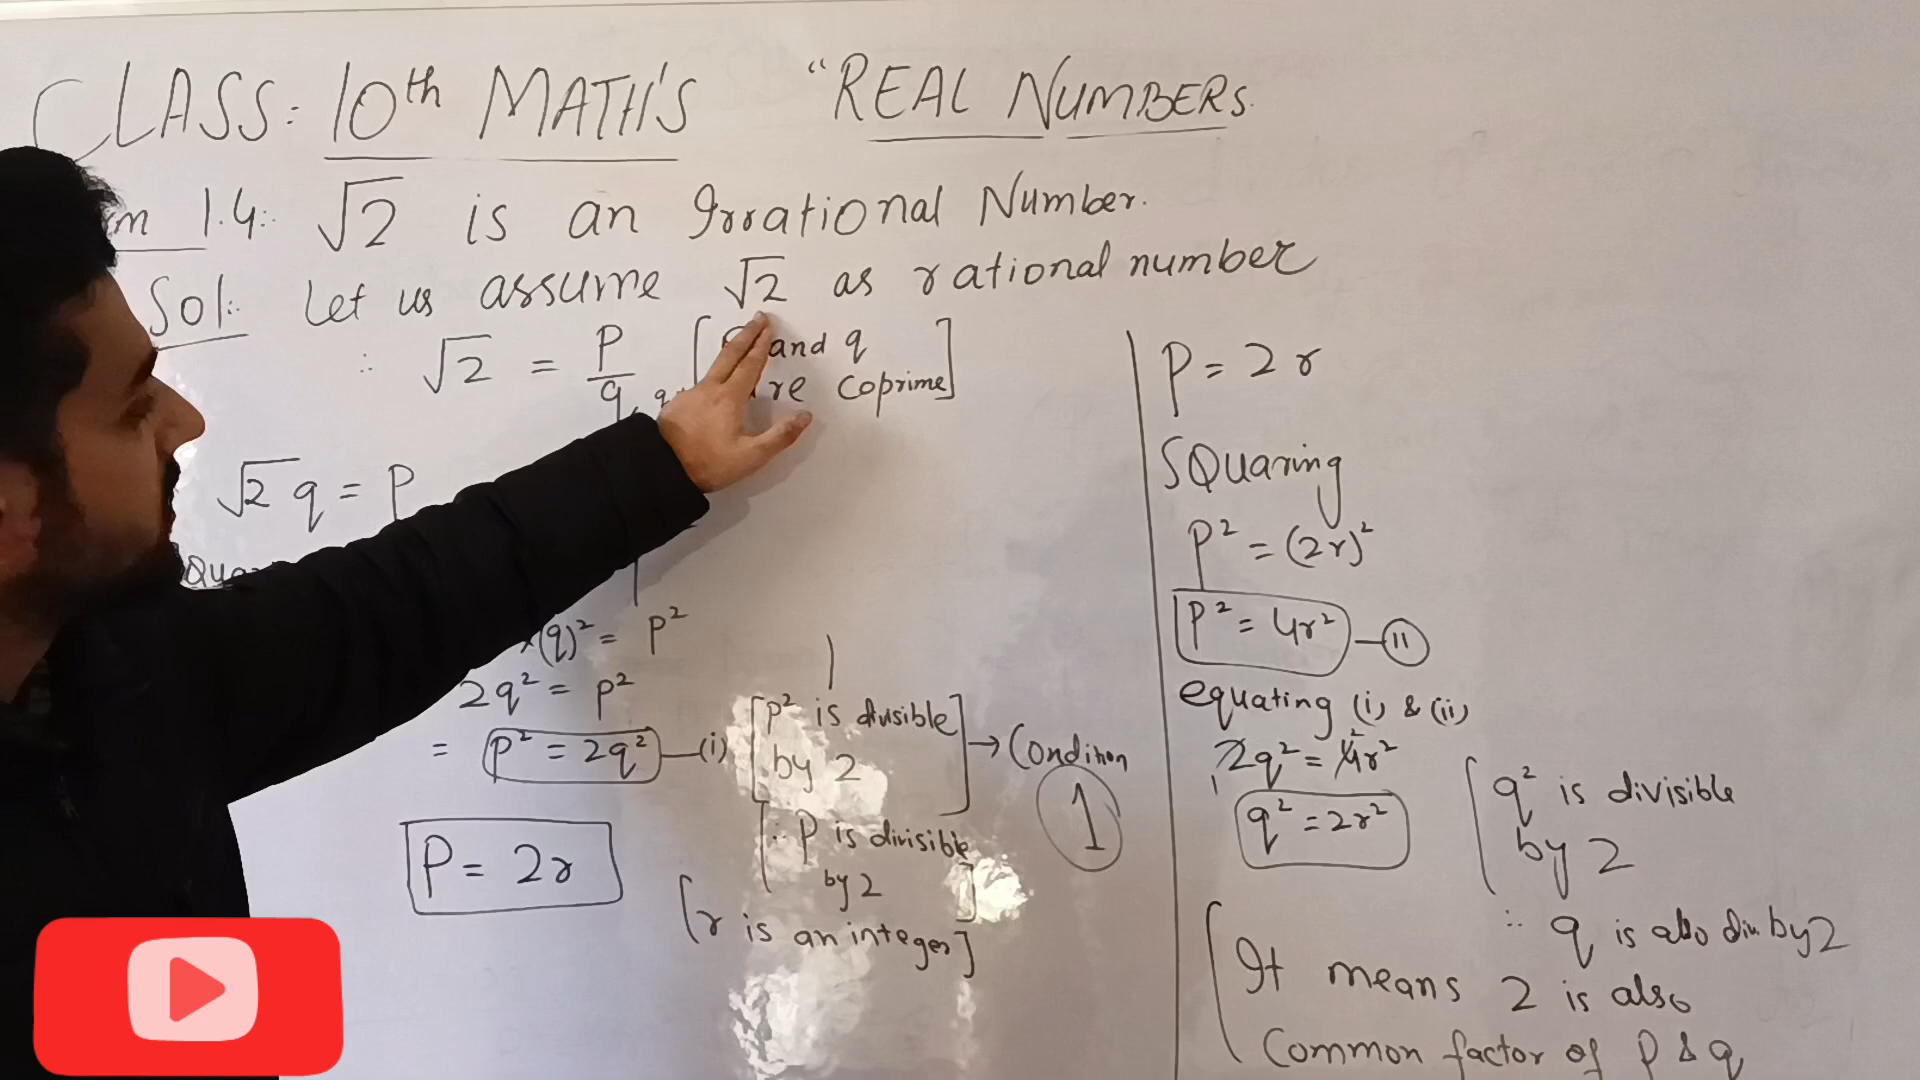 CLASS: 10th MATH'S "REAL NUMBERS.
1.4: √2 is an Irrational Number.
Sol: Let us assume √2 as rational number
∴ √2 = P/q [ and q are coprime]
√2 q = P
(q)² = P²
2q² = P²
= P² = 2q² —(i) [P² is divisible by 2] → Condition 1
[∴ P is divisible by 2]
P = 2r
[r is an integer]
P = 2r
SQuaring
P² = (2r)²
P² = 4r² —(ii)
equating (i) & (ii)
2q² = 4r²
q² = 2r²
[q² is divisible
by 2
∴ q is also div by 2
[It means 2 is also
Common factor of P & q